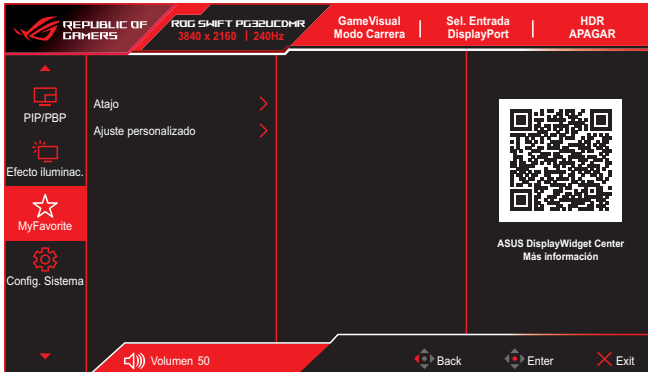 REPUBLIC OF
GAMERS
ROG SWIFT PG32UCDMR
3840 x 2160 | 240Hz
GameVisual
Modo Carrera
Sel. Entrada
DisplayPort
HDR
APAGAR
PIP/PBP
Efecto iluminac.
MyFavorite
Config. Sistema
Atajo
Ajuste personalizado
ASUS DisplayWidget Center
Más información
Volumen 50
Back
Enter
Exit